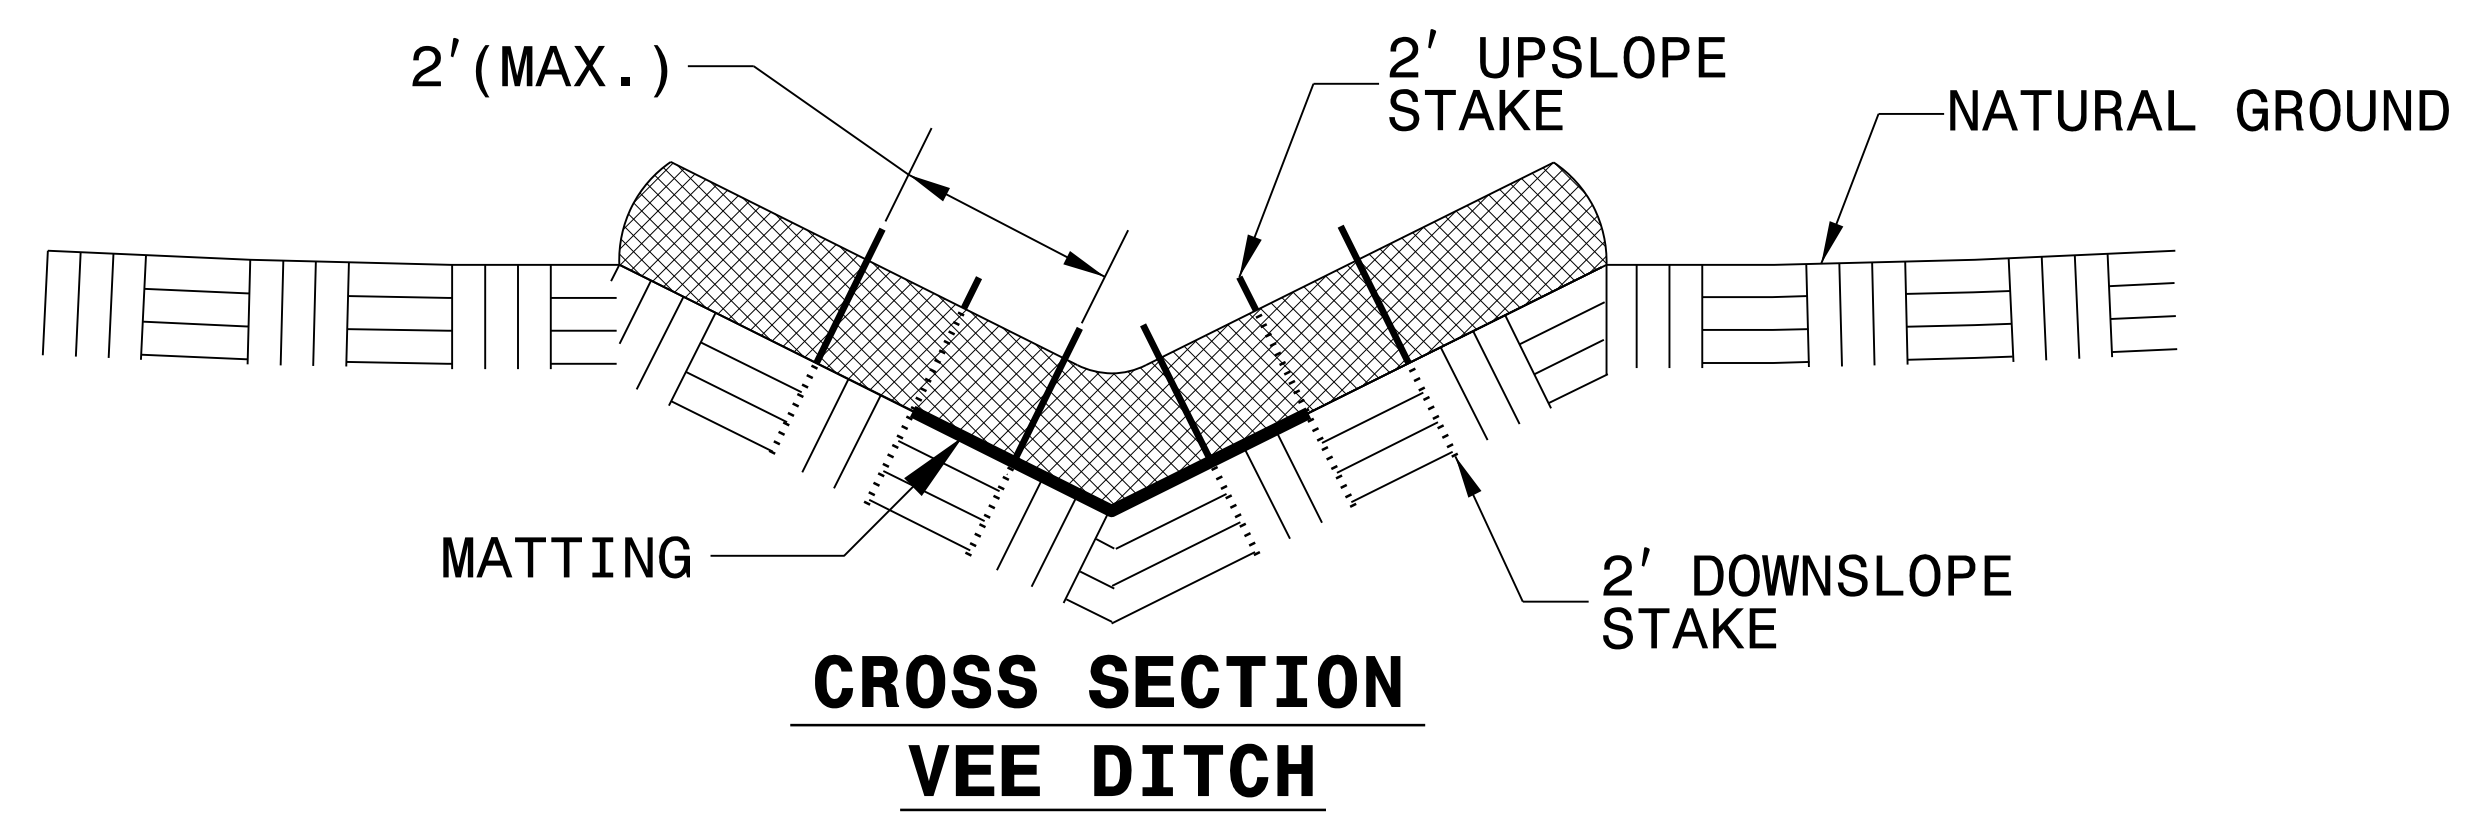 2'(MAX.)
2' UPSLOPE
STAKE
NATURAL GROUND
MATTING
2' DOWNSLOPE
STAKE
CROSS SECTION
VEE DITCH